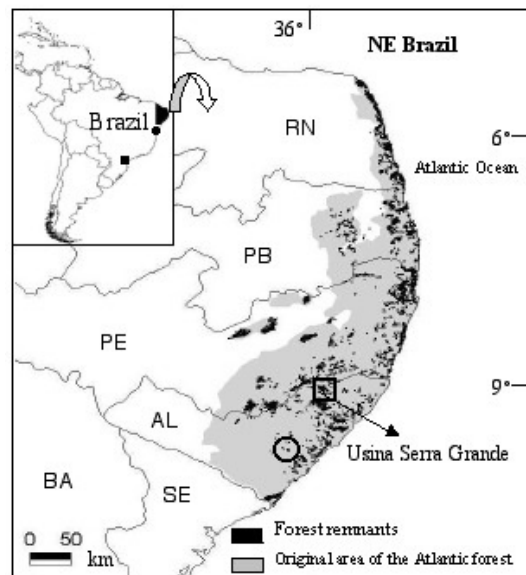 36°
NE Brazil
Brazil
RN
6°
Atlantic Ocean
PB
PE
9°
AL
Usina Serra Grande
BA
SE
0 50
km
Forest remnants
Original area of the Atlantic forest